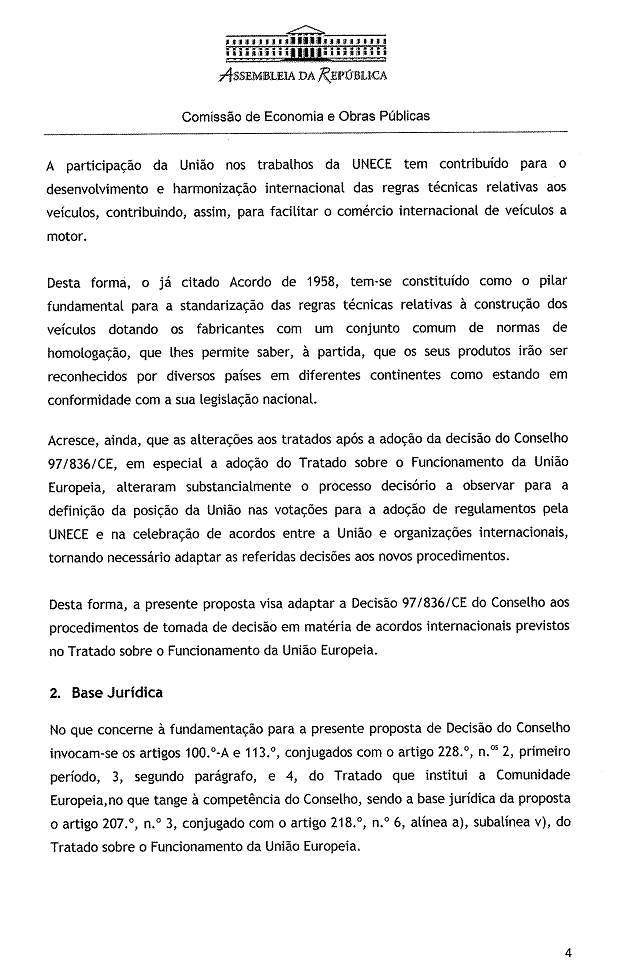 ASSEMBLEIA DA REPÚBLICA
Comissão de Economia e Obras Públicas
A participação da União nos trabalhos da UNECE tem contribuído para o
desenvolvimento e harmonização internacional das regras técnicas relativas aos
veículos, contribuindo, assim, para facilitar o comércio internacional de veículos a
motor.
Desta forma, o já citado Acordo de 1958, tem-se constituído como o pilar
fundamental para a standarização das regras técnicas relativas à construção dos
veículos dotando os fabricantes com um conjunto comum de normas de
homologação, que lhes permite saber, à partida, que os seus produtos irão ser
reconhecidos por diversos países em diferentes continentes como estando em
conformidade com a sua legislação nacional.
Acresce, ainda, que as alterações aos tratados após a adoção da decisão do Conselho
97/836/CE, em especial a adoção do Tratado sobre o Funcionamento da União
Europeia, alteraram substancialmente o processo decisório a observar para a
definição da posição da União nas votações para a adoção de regulamentos pela
UNECE e na celebração de acordos entre a União e organizações internacionais,
tornando necessário adaptar as referidas decisões aos novos procedimentos.
Desta forma, a presente proposta visa adaptar a Decisão 97/836/CE do Conselho aos
procedimentos de tomada de decisão em matéria de acordos internacionais previstos
no Tratado sobre o Funcionamento da União Europeia.
2. Base Jurídica
No que concerne à fundamentação para a presente proposta de Decisão do Conselho
invocam-se os artigos 100.º-A e 113.º, conjugados com o artigo 228.º, n.ºˢ 2, primeiro
período, 3, segundo parágrafo, e 4, do Tratado que institui a Comunidade
Europeia,no que tange à competência do Conselho, sendo a base jurídica da proposta
o artigo 207.º, n.º 3, conjugado com o artigo 218.º, n.º 6, alínea a), subalínea v), do
Tratado sobre o Funcionamento da União Europeia.
4